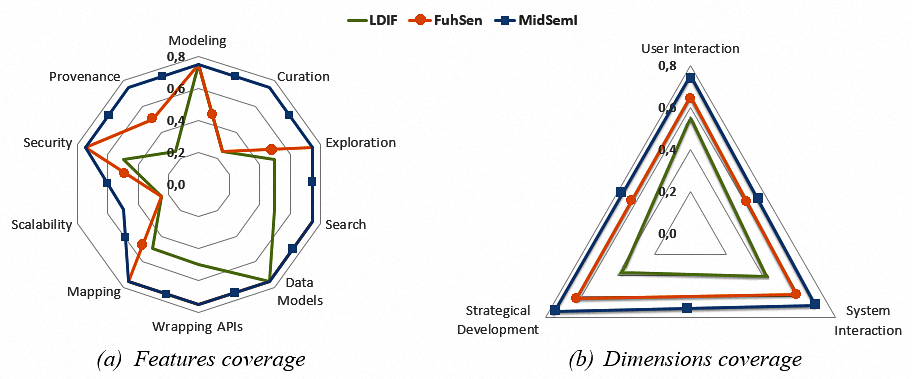 LDIF FuhSen MidSemI
Modeling
0,8
Provenance
Curation
0,6
0,4
Security
Exploration
0,2
0,0
Scalability
Search
Mapping
Data
Models
Wrapping APIs
(a) Features coverage
User Interaction
0,8
0,6
0,4
0,2
0,0
Strategical
Development
System
Interaction
(b) Dimensions coverage